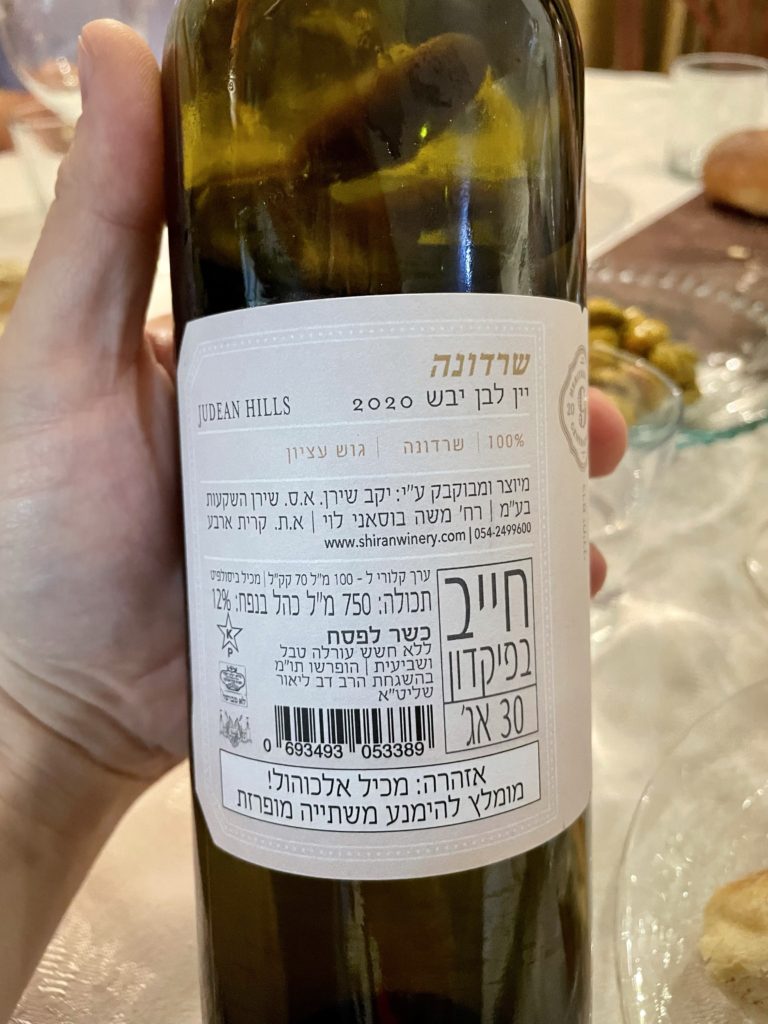 שרדונה
יין לבן יבש 2020
JUDEAN HILLS
100% | שרדונה | גוש עציון
מיוצר ומבוקבק ע"י: יקב שירן. א.ס. שירן השקעות
בע"מ | רח' משה בוסאני לוי | א.ת. קרית ארבע
www.shiranwinery.com | 054-2499600
ערך קלורי ל - 100 מ"ל 70 קק"ל | מכיל ביסולפיט
תכולה: 750 מ"ל כהל בנפח: 12%
כשר לפסח
ללא חשש עורלה טבל
ושביעית | הופרשו תו"מ
בהשגחת הרב דב ליאור
שליט"א
K
P
חייב
בפיקדון
30 אג'
0 693493 053389
אזהרה: מכיל אלכוהול!
מומלץ להימנע משתייה מופרזת